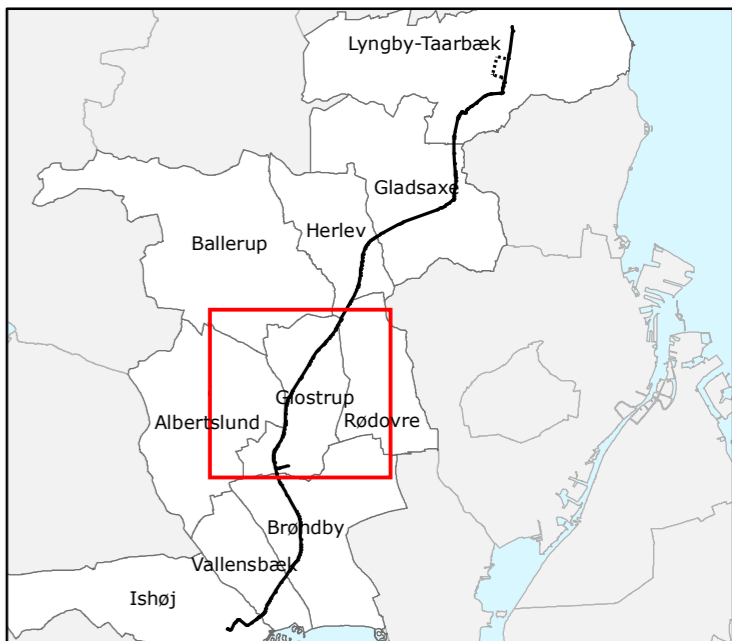 Lyngby-Taarbæk
Gladsaxe
Herlev
Ballerup
Glostrup
Albertslund
Rødovre
Brøndby
Vallensbæk
Ishøj